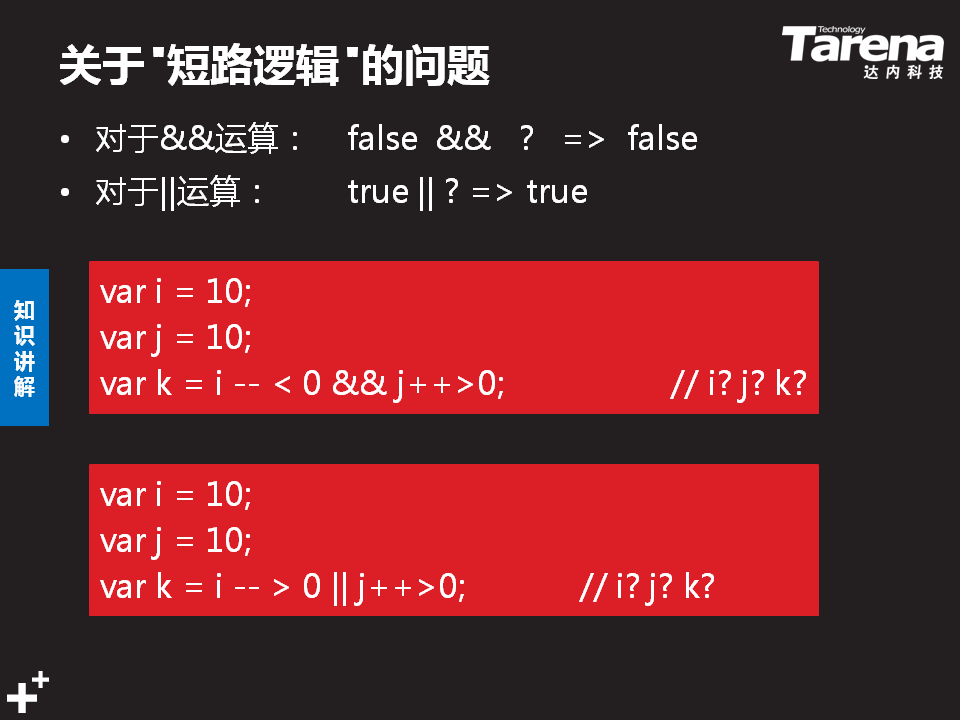 关于"短路逻辑"的问题
Technology
Tarena
达内科技
• 对于&&运算： false && ? => false
• 对于||运算： true || ? => true
知识讲解
var i = 10;
var j = 10;
var k = i -- < 0 && j++>0; // i? j? k?
var i = 10;
var j = 10;
var k = i -- > 0 || j++>0; // i? j? k?